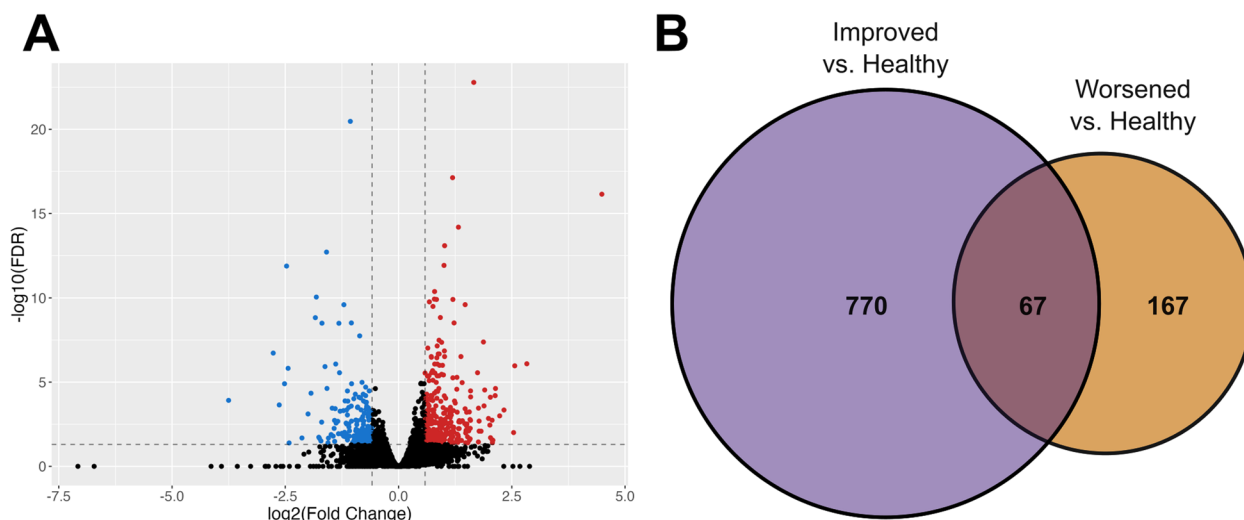 A
20
15
10
5
0
-log10(FDR)
-7.5
-5.0
-2.5
0.0
2.5
5.0
log2(Fold Change)
B
Improved
vs. Healthy
Worsened
vs. Healthy
770
67
167